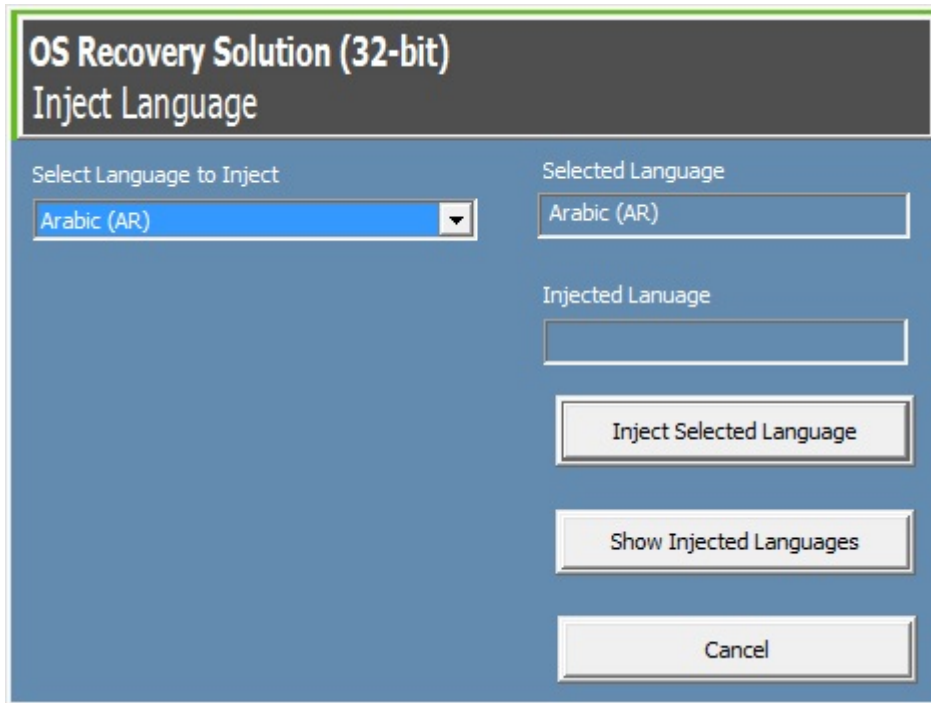 OS Recovery Solution (32-bit)
Inject Language
Select Language to Inject
Arabic (AR)
Selected Language
Arabic (AR)
Injected Lanuage
Inject Selected Language
Show Injected Languages
Cancel